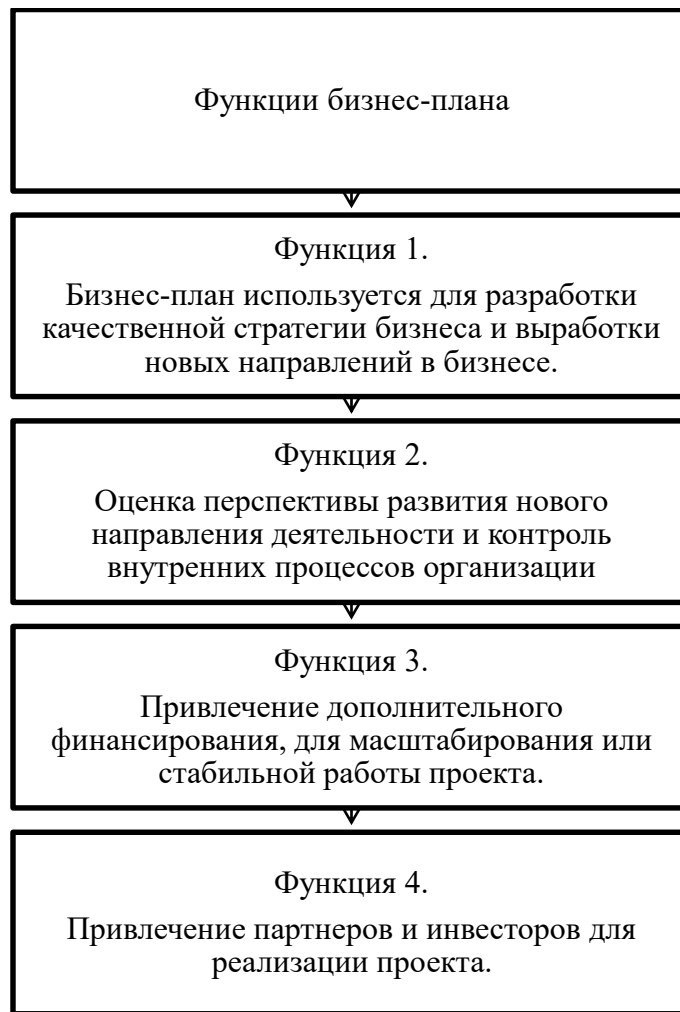 Функции бизнес-плана
Функция 1.
Бизнес-план используется для разработки
качественной стратегии бизнеса и выработки
новых направлений в бизнесе.
Функция 2.
Оценка перспективы развития нового
направления деятельности и контроль
внутренних процессов организации
Функция 3.
Привлечение дополнительного
финансирования, для масштабирования или
стабильной работы проекта.
Функция 4.
Привлечение партнеров и инвесторов для
реализации проекта.